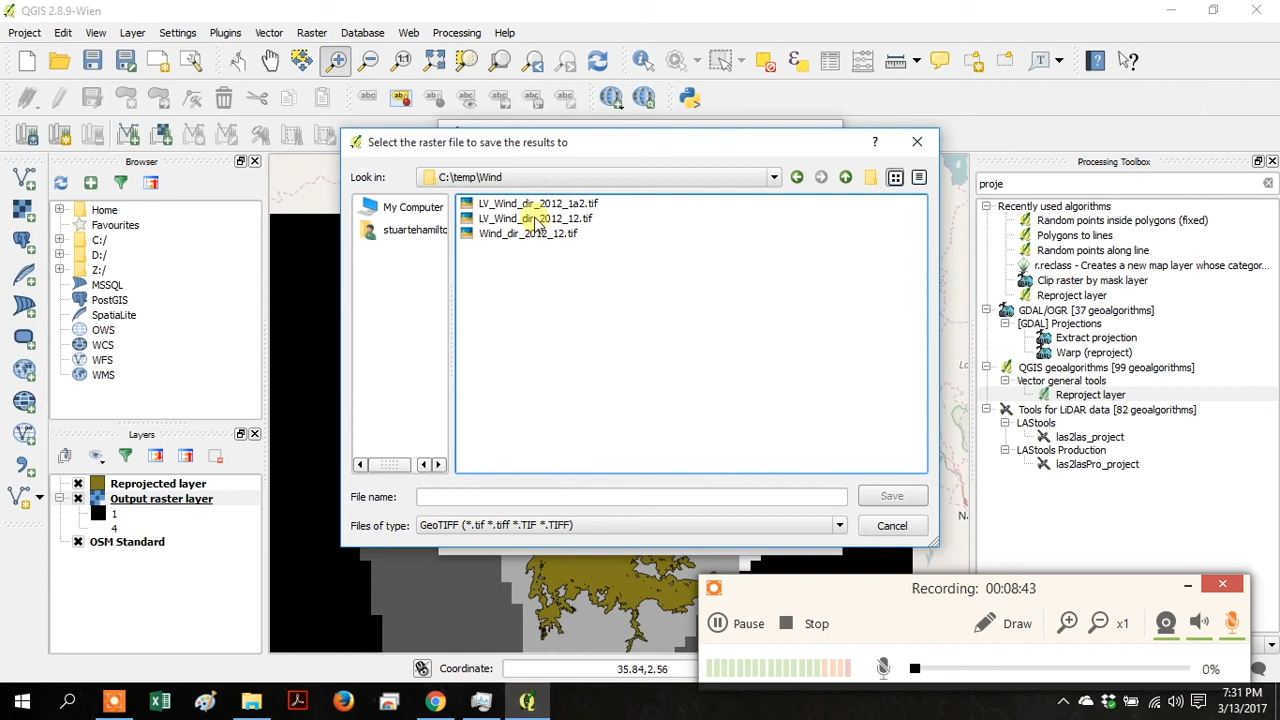 QGIS 2.8.9-Wien
Project Edit View Layer Settings Plugins Vector Raster Database Web Processing Help
Select the raster file to save the results to
Look in: C:\temp\Wind
My Computer
stuartehamilto
LV_Wind_dir_2012_1a2.tif
LV_Wind_dir_2012_12.tif
Wind_dir_2012_12.tif
File name: Save
Files of type: GeoTIFF (*.tif *.tiff *.TIF *.TIFF) Cancel
Browser
Home
Favourites
C:/
D:/
Z:/
MSSQL
PostGIS
SpatiaLite
OWS
WCS
WFS
WMS
Layers
Reprojected layer
Output raster layer
1
4
OSM Standard
Processing Toolbox
proje
Recently used algorithms
Random points inside polygons (fixed)
Polygons to lines
Random points along line
r.reclass - Creates a new map layer whose categor...
Clip raster by mask layer
Reproject layer
GDAL/OGR [37 geoalgorithms]
[GDAL] Projections
Extract projection
Warp (reproject)
QGIS geoalgorithms [99 geoalgorithms]
Vector general tools
Reproject layer
Tools for LiDAR data [82 geoalgorithms]
LAStools
las2las_project
LAStools Production
las2lasPro_project
Recording: 00:08:43
Pause Stop Draw x1
0%
Coordinate: 35.84,2.56
7:31 PM
3/13/2017